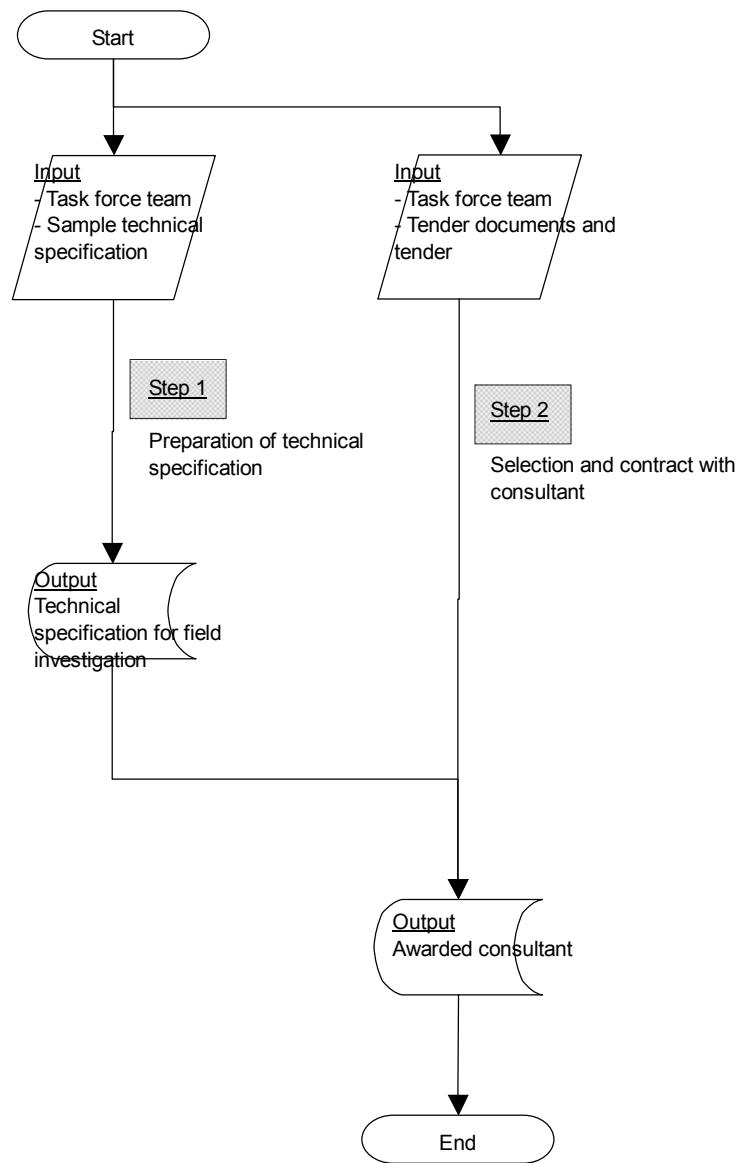 Start
Input
- Task force team
- Sample technical
specification
Input
- Task force team
- Tender documents and
tender
Step 1
Preparation of technical
specification
Step 2
Selection and contract with
consultant
Output
Technical
specification for field
investigation
Output
Awarded consultant
End